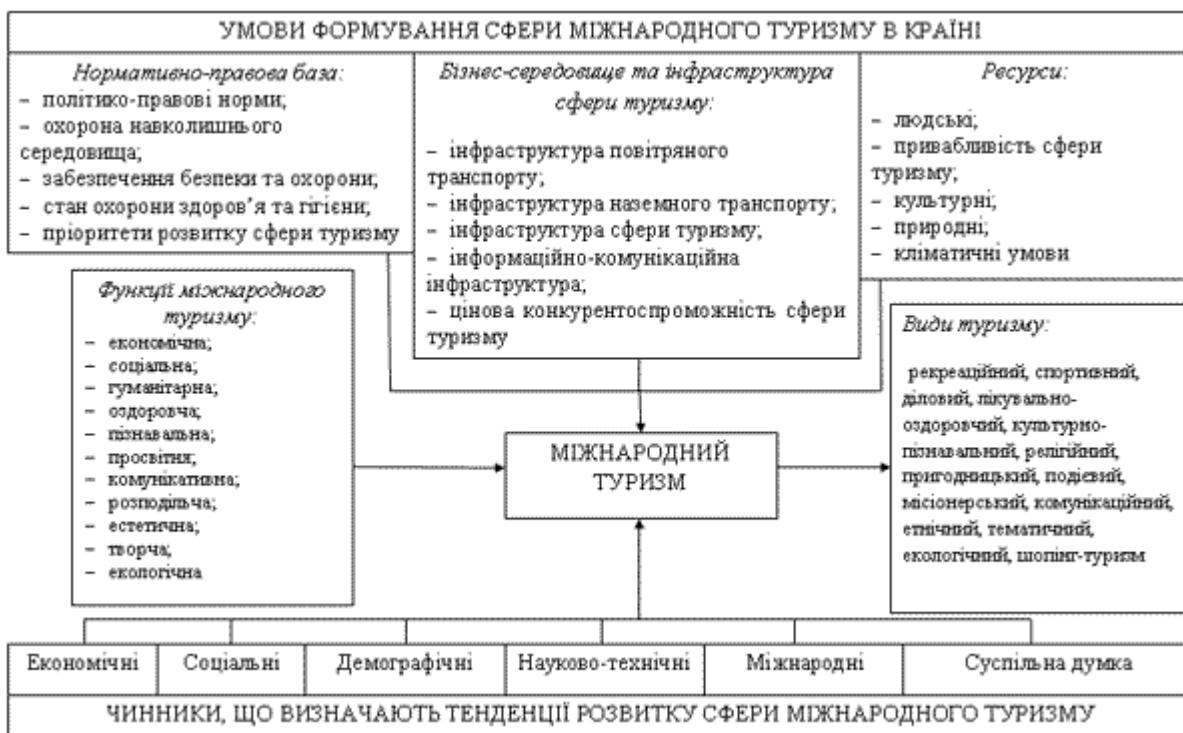 УМОВИ ФОРМУВАННЯ СФЕРИ МІЖНАРОДНОГО ТУРИЗМУ В КРАЇНІ
Нормативно-правова база:
– політико-правові норми;
– охорона навколишнього
середовища;
– забезпечення безпеки та охорони;
– стан охорони здоров’я та гігієни;
– пріоритети розвитку сфери туризму
Бізнес-середовище та інфраструктура
сфери туризму:
– інфраструктура повітряного
транспорту;
– інфраструктура наземного транспорту;
– інфраструктура сфери туризму;
– інформаційно-комунікаційна
інфраструктура;
– цінова конкурентоспроможність сфери
туризму
Ресурси:
– людські;
– привабливість сфери
туризму;
– культурні;
– природні;
– кліматичні умови
Функції міжнародного
туризму:
– економічна;
– соціальна;
– гуманітарна;
– оздоровча;
– пізнавальна;
– просвітня;
– комунікативна;
– розподільча;
– естетична;
– творча;
– екологічна
МІЖНАРОДНИЙ
ТУРИЗМ
Види туризму:
рекреаційний, спортивний,
діловий, лікувально-
оздоровчий, культурно-
пізнавальний, релігійний,
пригодницький, подієвий,
місіонерський, комунікаційний,
етнічний, тематичний,
екологічний, шопінг-туризм
Економічні
Соціальні
Демографічні
Науково-технічні
Міжнародні
Суспільна думка
ЧИННИКИ, ЩО ВИЗНАЧАЮТЬ ТЕНДЕНЦІЇ РОЗВИТКУ СФЕРИ МІЖНАРОДНОГО ТУРИЗМУ